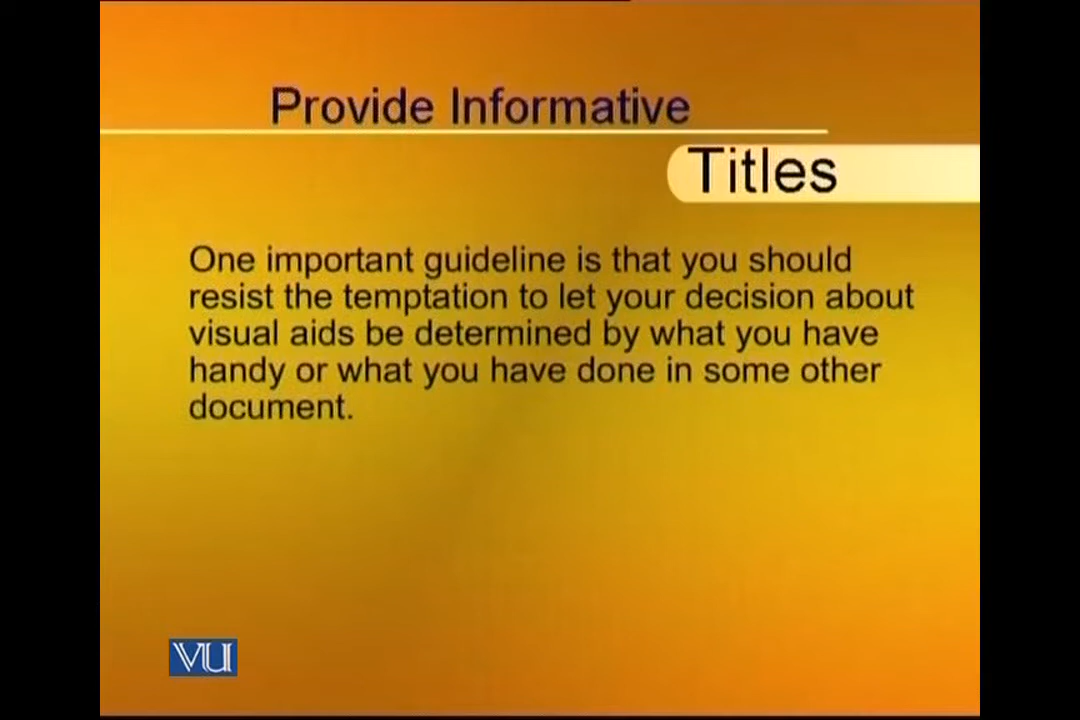 Provide Informative
Titles
One important guideline is that you should
resist the temptation to let your decision about
visual aids be determined by what you have
handy or what you have done in some other
document.
VU